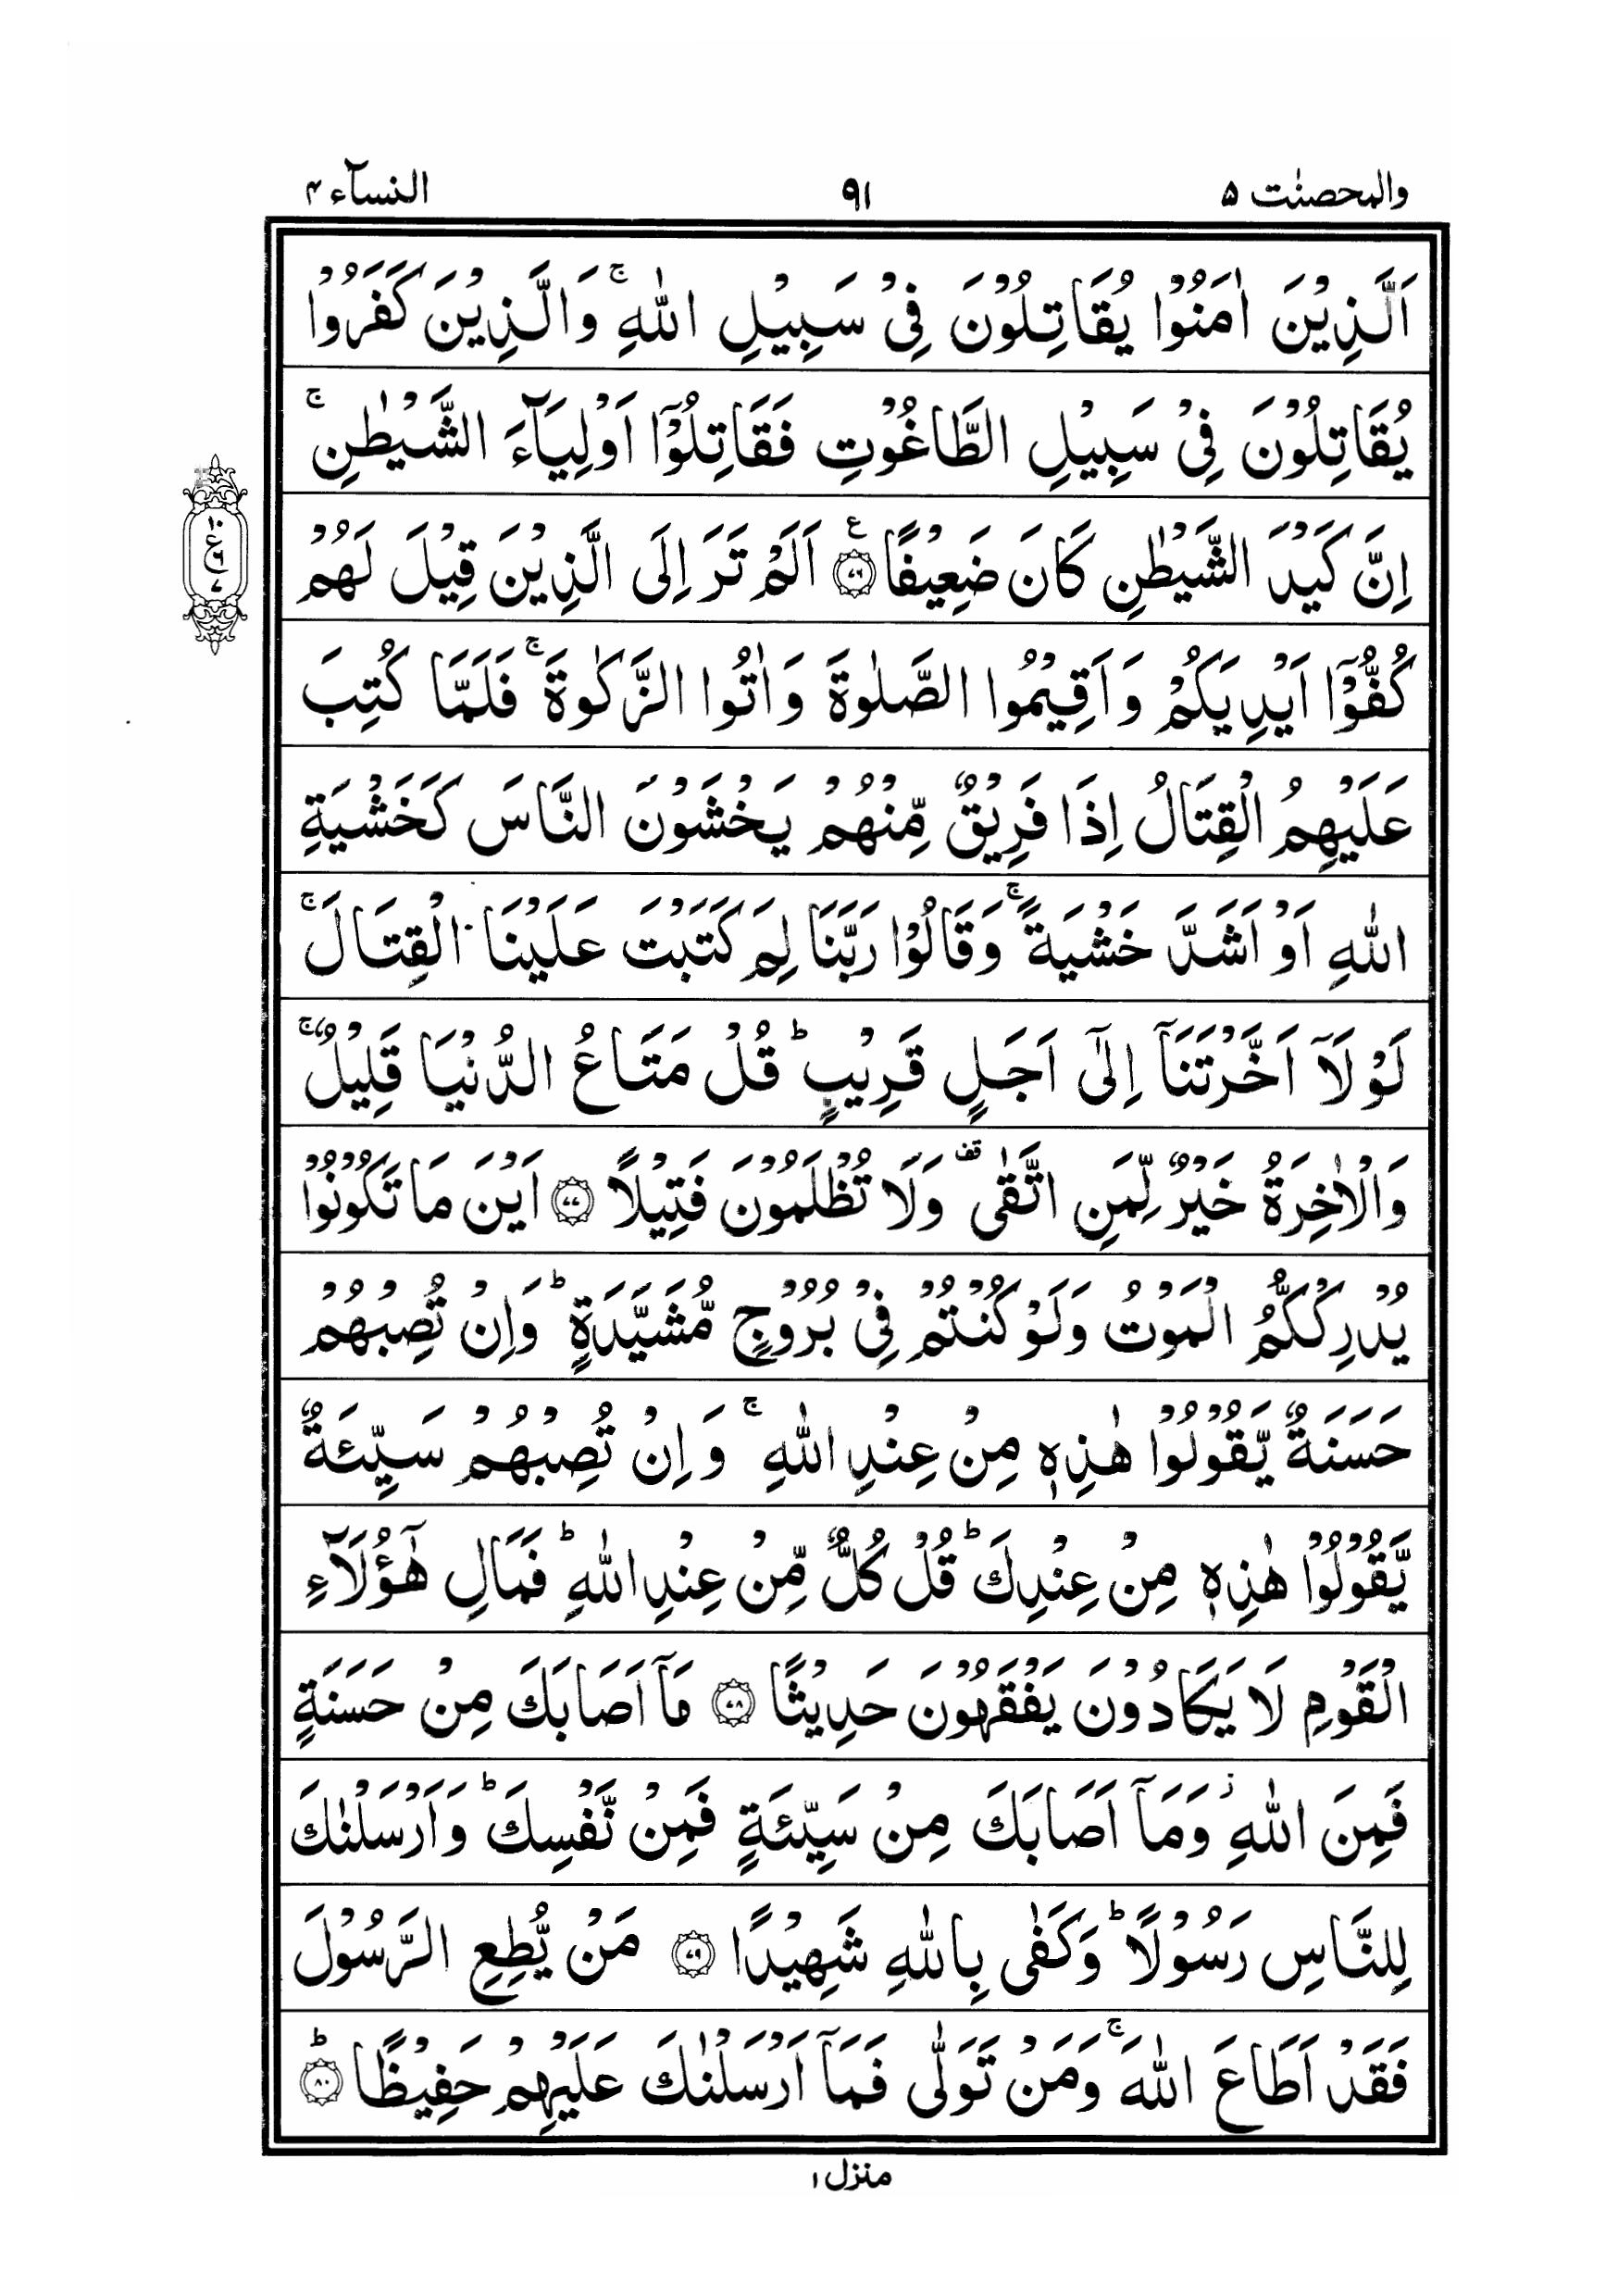 والمحصنٰت ۵ ۹۱ النسآء ۴
اَلَّذِيْنَ اٰمَنُوْا يُقَاتِلُوْنَ فِيْ سَبِيْلِ اللّٰهِ ۚ وَالَّذِيْنَ كَفَرُوْا
يُقَاتِلُوْنَ فِيْ سَبِيْلِ الطَّاغُوْتِ فَقَاتِلُوْۤا اَوْلِيَآءَ الشَّيْطٰنِ ۚ
اِنَّ كَيْدَ الشَّيْطٰنِ كَانَ ضَعِيْفًا ۧ ﴿۷۶﴾ اَلَمْ تَرَ اِلَى الَّذِيْنَ قِيْلَ لَهُمْ
كُفُّوْۤا اَيْدِيَكُمْ وَاَقِيْمُوا الصَّلٰوةَ وَاٰتُوا الزَّكٰوةَ ۚ فَلَمَّا كُتِبَ
عَلَيْهِمُ الْقِتَالُ اِذَا فَرِيْقٌ مِّنْهُمْ يَخْشَوْنَ النَّاسَ كَخَشْيَةِ
اللّٰهِ اَوْ اَشَدَّ خَشْيَةً ۚ وَقَالُوْا رَبَّنَا لِمَ كَتَبْتَ عَلَيْنَا الْقِتَالَ ۚ
لَوْلَاۤ اَخَّرْتَنَاۤ اِلٰۤى اَجَلٍ قَرِيْبٍ ؕ قُلْ مَتَاعُ الدُّنْيَا قَلِيْلٌ ۚ
وَالْاٰخِرَةُ خَيْرٌ لِّمَنِ اتَّقٰى ۟ قف وَلَا تُظْلَمُوْنَ فَتِيْلًا ﴿۷۷﴾ اَيْنَ مَا تَكُوْنُوْا
يُدْرِكْكُّمُ الْمَوْتُ وَلَوْ كُنْتُمْ فِيْ بُرُوْجٍ مُّشَيَّدَةٍ ؕ وَاِنْ تُصِبْهُمْ
حَسَنَةٌ يَّقُوْلُوْا هٰذِهٖ مِنْ عِنْدِ اللّٰهِ ۚ وَاِنْ تُصِبْهُمْ سَيِّئَةٌ
يَّقُوْلُوْا هٰذِهٖ مِنْ عِنْدِكَ ؕ قُلْ كُلٌّ مِّنْ عِنْدِ اللّٰهِ ؕ فَمَالِ هٰۤؤُلَآءِ
الْقَوْمِ لَا يَكَادُوْنَ يَفْقَهُوْنَ حَدِيْثًا ﴿۷۸﴾ مَاۤ اَصَابَكَ مِنْ حَسَنَةٍ
فَمِنَ اللّٰهِ ؗ وَمَاۤ اَصَابَكَ مِنْ سَيِّئَةٍ فَمِنْ نَّفْسِكَ ؕ وَاَرْسَلْنٰكَ
لِلنَّاسِ رَسُوْلًا ؕ وَكَفٰى بِاللّٰهِ شَهِيْدًا ﴿۷۹﴾ مَنْ يُّطِعِ الرَّسُوْلَ
فَقَدْ اَطَاعَ اللّٰهَ ۚ وَمَنْ تَوَلّٰى فَمَاۤ اَرْسَلْنٰكَ عَلَيْهِمْ حَفِيْظًا ؕ ﴿۸۰﴾
۱۰
ع
۶
۷
منزل ۱